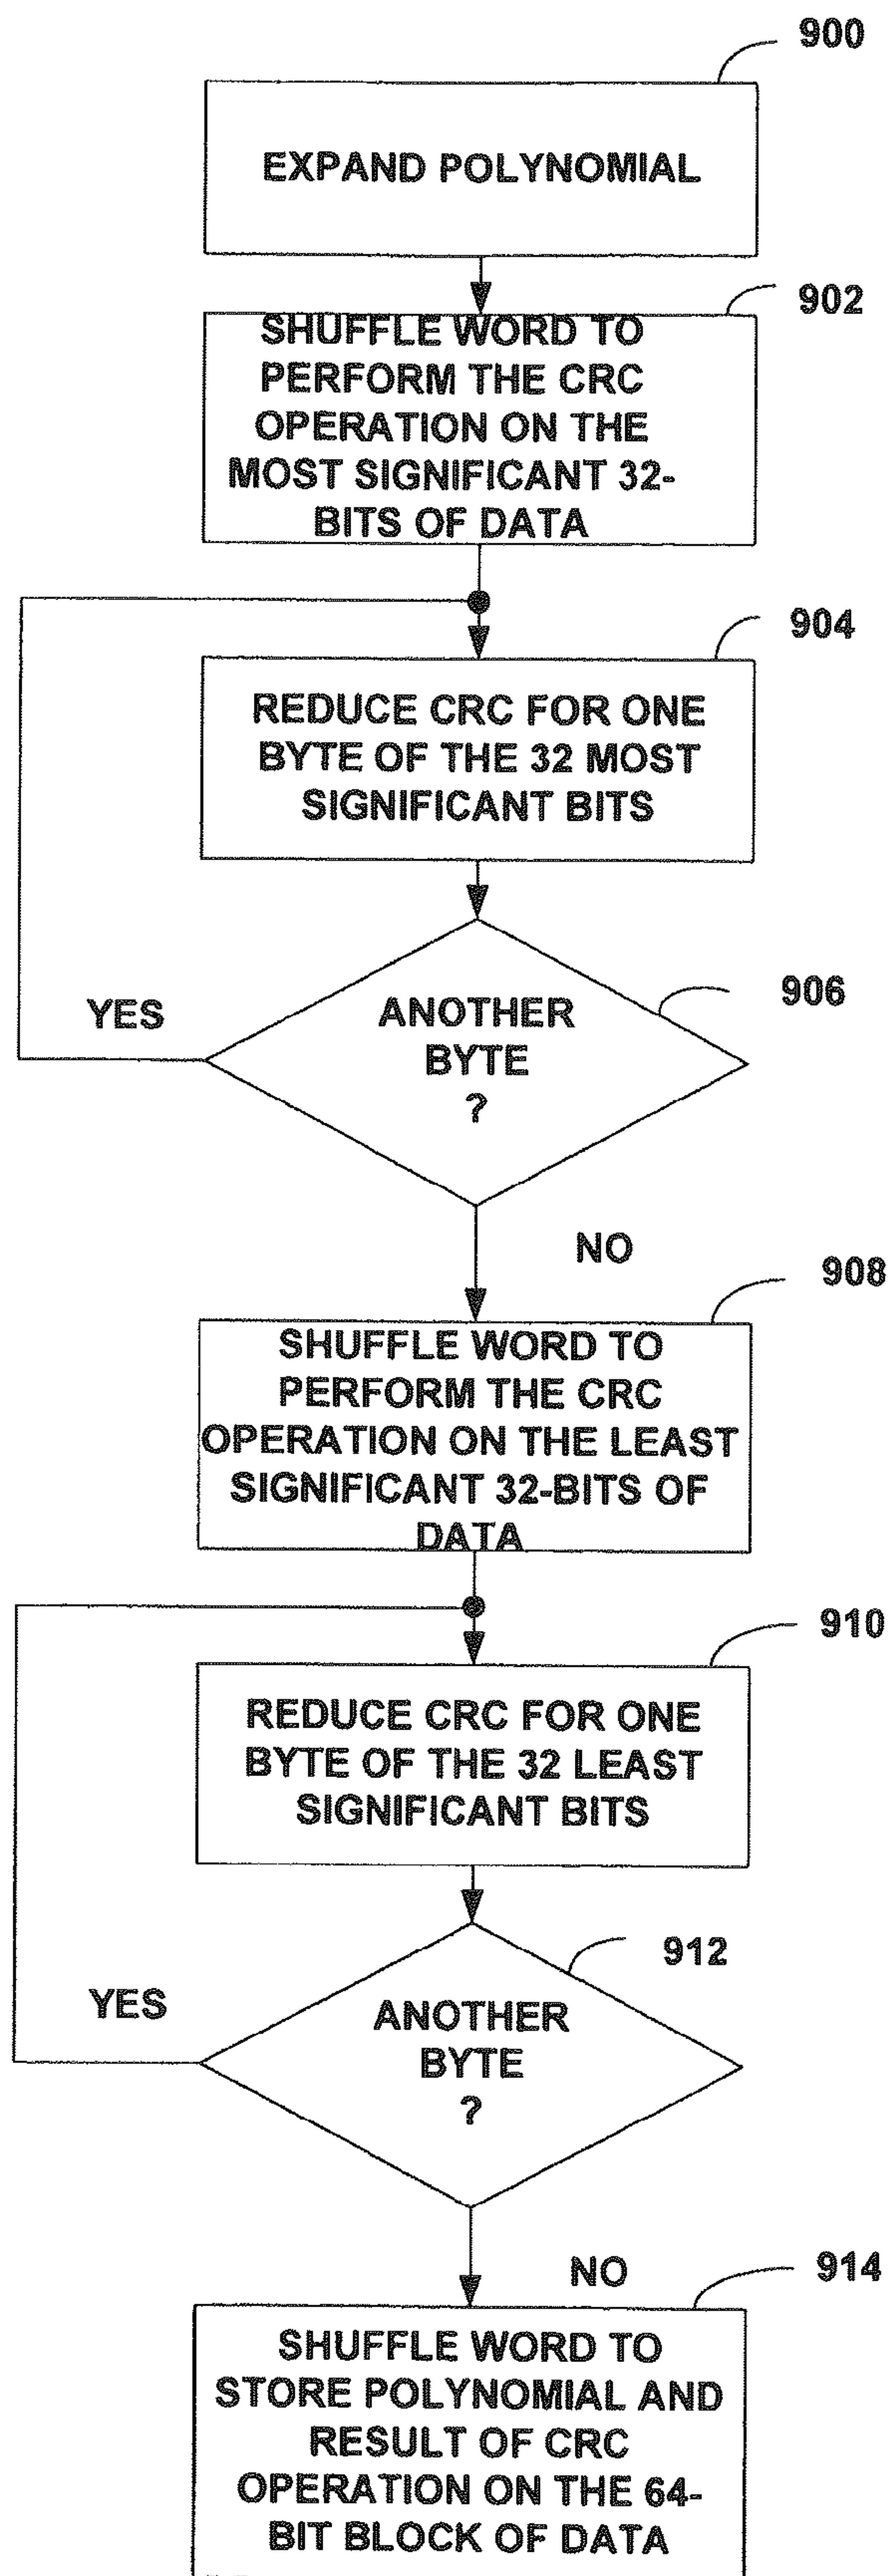 900
EXPAND POLYNOMIAL
902
SHUFFLE WORD TO
PERFORM THE CRC
OPERATION ON THE
MOST SIGNIFICANT 32-
BITS OF DATA
904
REDUCE CRC FOR ONE
BYTE OF THE 32 MOST
SIGNIFICANT BITS
906
ANOTHER
BYTE
?
YES
NO
908
SHUFFLE WORD TO
PERFORM THE CRC
OPERATION ON THE LEAST
SIGNIFICANT 32-BITS OF
DATA
910
REDUCE CRC FOR ONE
BYTE OF THE 32 LEAST
SIGNIFICANT BITS
912
ANOTHER
BYTE
?
YES
NO
914
SHUFFLE WORD TO
STORE POLYNOMIAL AND
RESULT OF CRC
OPERATION ON THE 64-
BIT BLOCK OF DATA